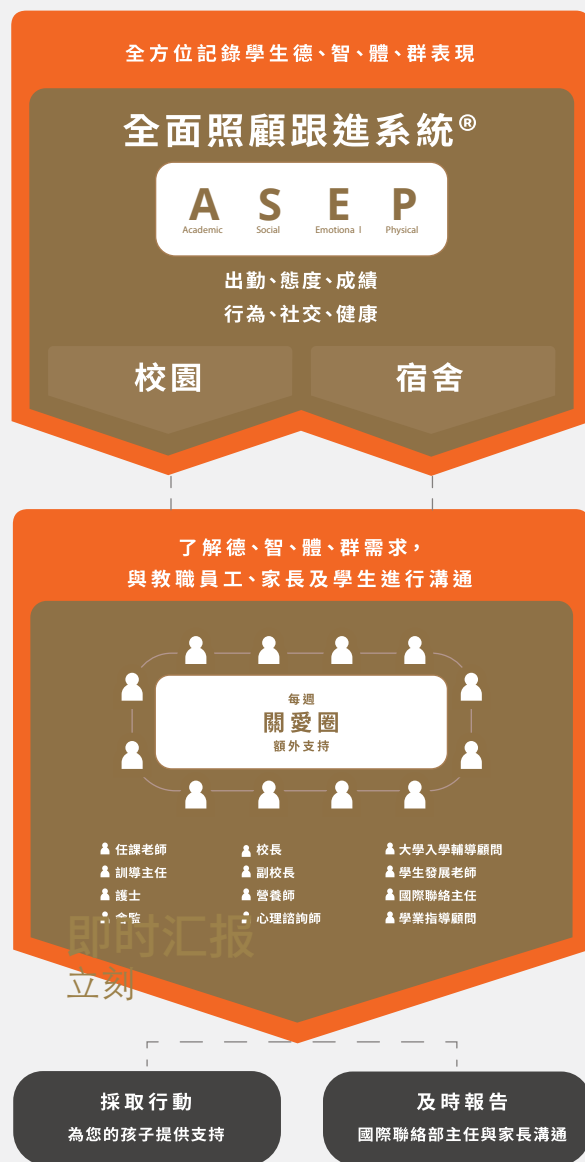 全方位記錄學生德、智、體、群表現
全面照顧跟進系統®
A S E P
Academic Social Emotiona l Physical
出勤、態度、成績
行為、社交、健康
校園 宿舍
了解德、智、體、群需求，
與教職員工、家長及學生進行溝通
每週
關愛圈
額外支持
任課老師 校長 大學入學輔導顧問
訓導主任 副校長 學生發展老師
護士 營養師 國際聯絡主任
舍監 心理諮詢師 學業指導顧問
即时汇报
立刻
採取行動 及時報告
為您的孩子提供支持 國際聯絡部主任與家長溝通